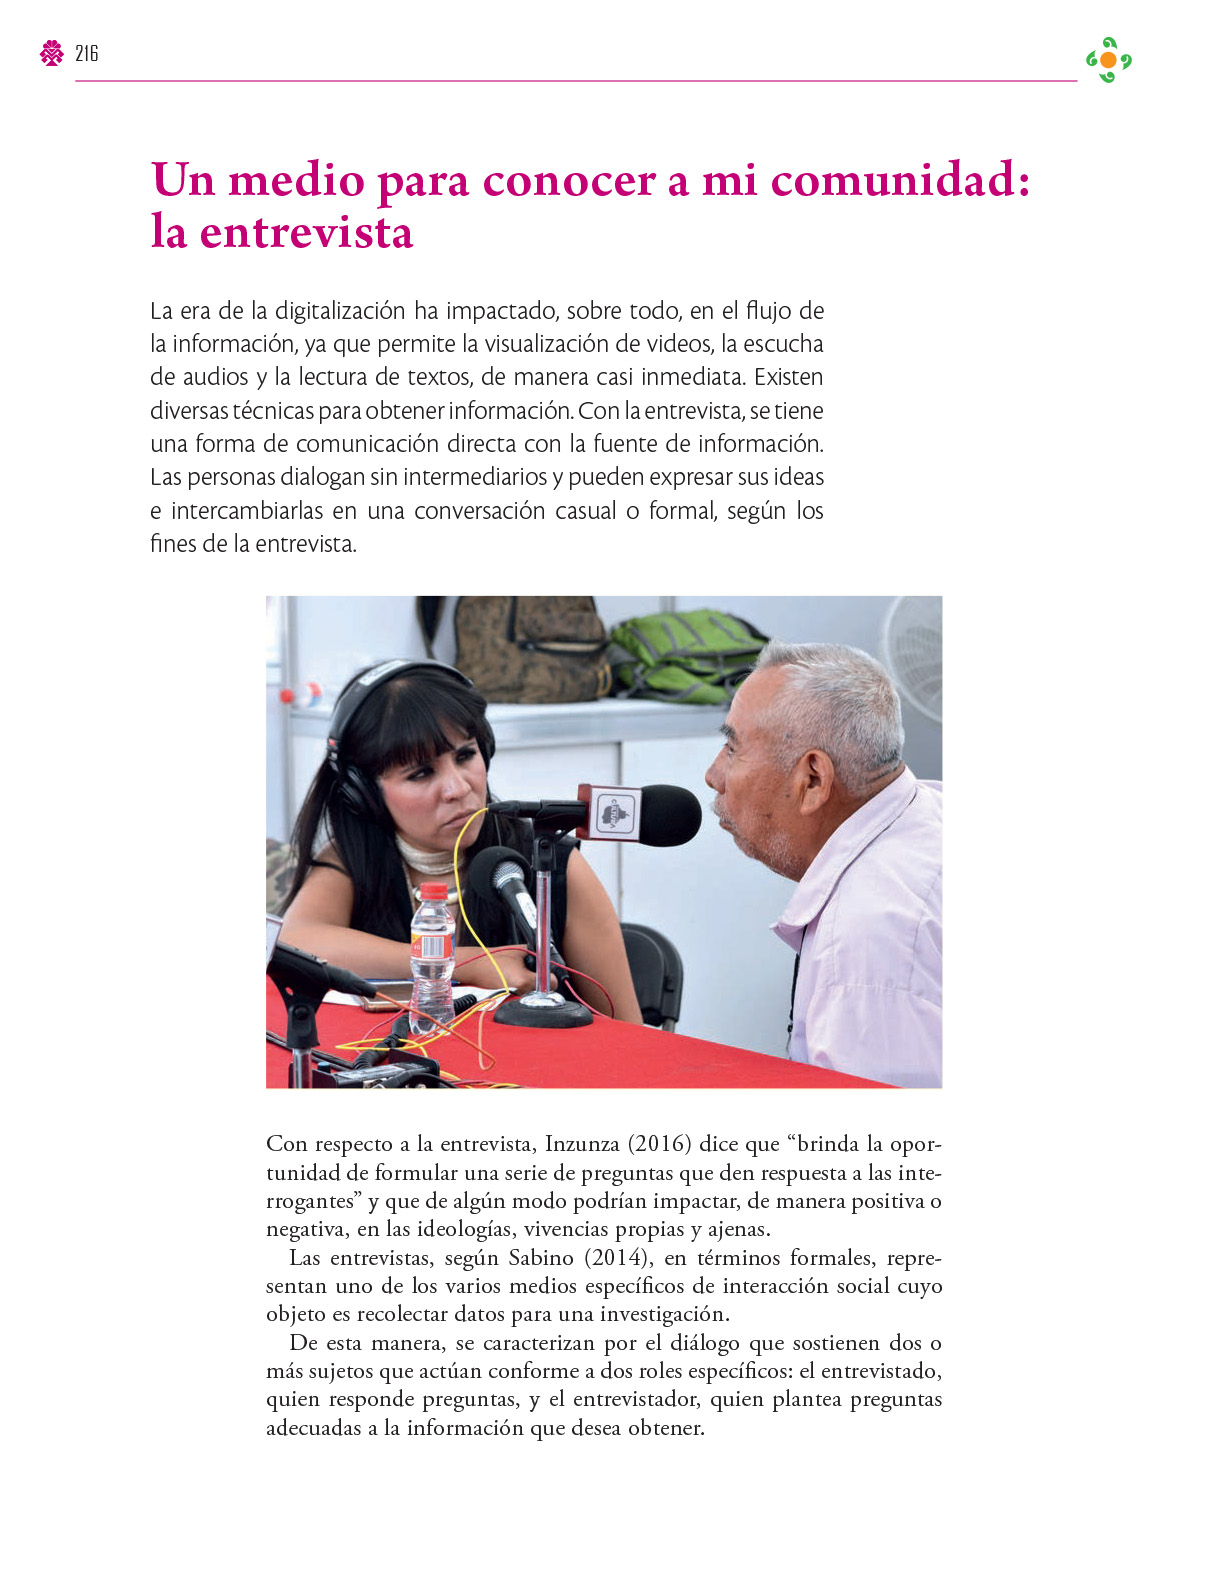 216
Un medio para conocer a mi comunidad:
la entrevista
La era de la digitalización ha impactado, sobre todo, en el flujo de
la información, ya que permite la visualización de videos, la escucha
de audios y la lectura de textos, de manera casi inmediata. Existen
diversas técnicas para obtener información. Con la entrevista, se tiene
una forma de comunicación directa con la fuente de información.
Las personas dialogan sin intermediarios y pueden expresar sus ideas
e intercambiarlas en una conversación casual o formal, según los
fines de la entrevista.
Con respecto a la entrevista, Inzunza (2016) dice que “brinda la opor-
tunidad de formular una serie de preguntas que den respuesta a las inte-
rrogantes” y que de algún modo podrían impactar, de manera positiva o
negativa, en las ideologías, vivencias propias y ajenas.
Las entrevistas, según Sabino (2014), en términos formales, repre-
sentan uno de los varios medios específicos de interacción social cuyo
objeto es recolectar datos para una investigación.
De esta manera, se caracterizan por el diálogo que sostienen dos o
más sujetos que actúan conforme a dos roles específicos: el entrevistado,
quien responde preguntas, y el entrevistador, quien plantea preguntas
adecuadas a la información que desea obtener.